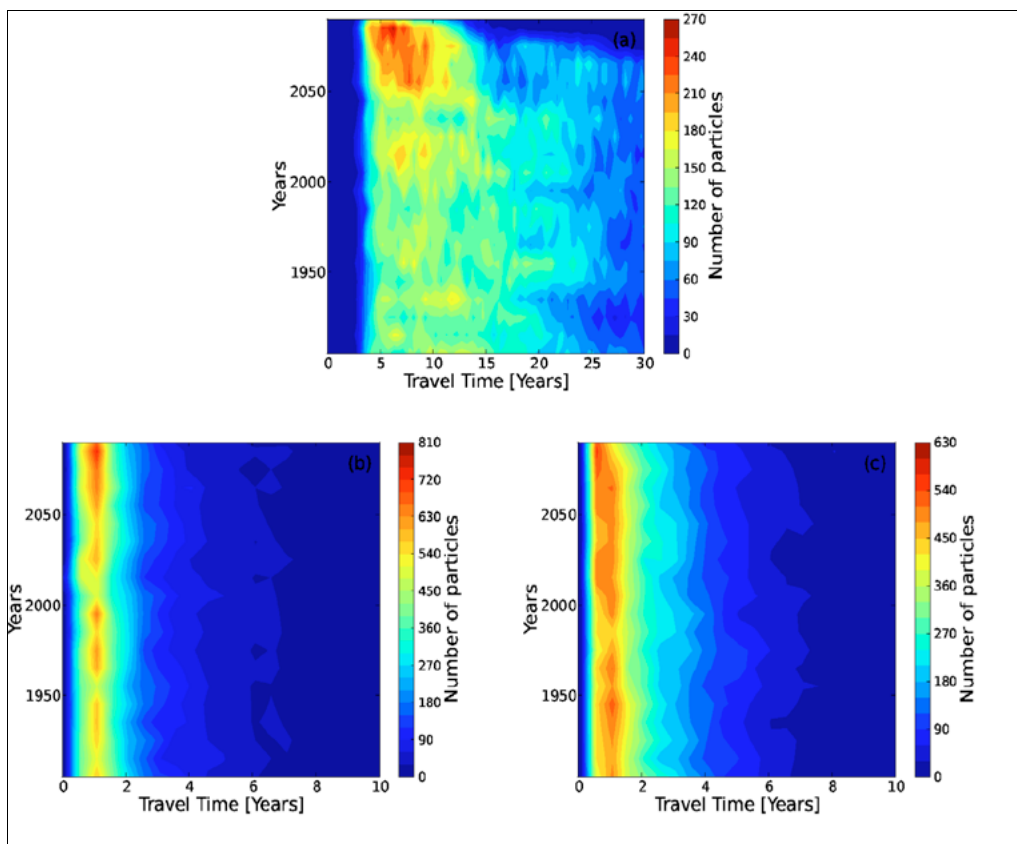 (a)
Years
2050
2000
1950
0 5 10 15 20 25 30
Travel Time [Years]
270
240
210
180
150
120
90
60
30
0
Number of particles
(b)
Years
2050
2000
1950
0 2 4 6 8 10
Travel Time [Years]
810
720
630
540
450
360
270
180
90
0
Number of particles
(c)
Years
2050
2000
1950
0 2 4 6 8 10
Travel Time [Years]
630
540
450
360
270
180
90
0
Number of particles